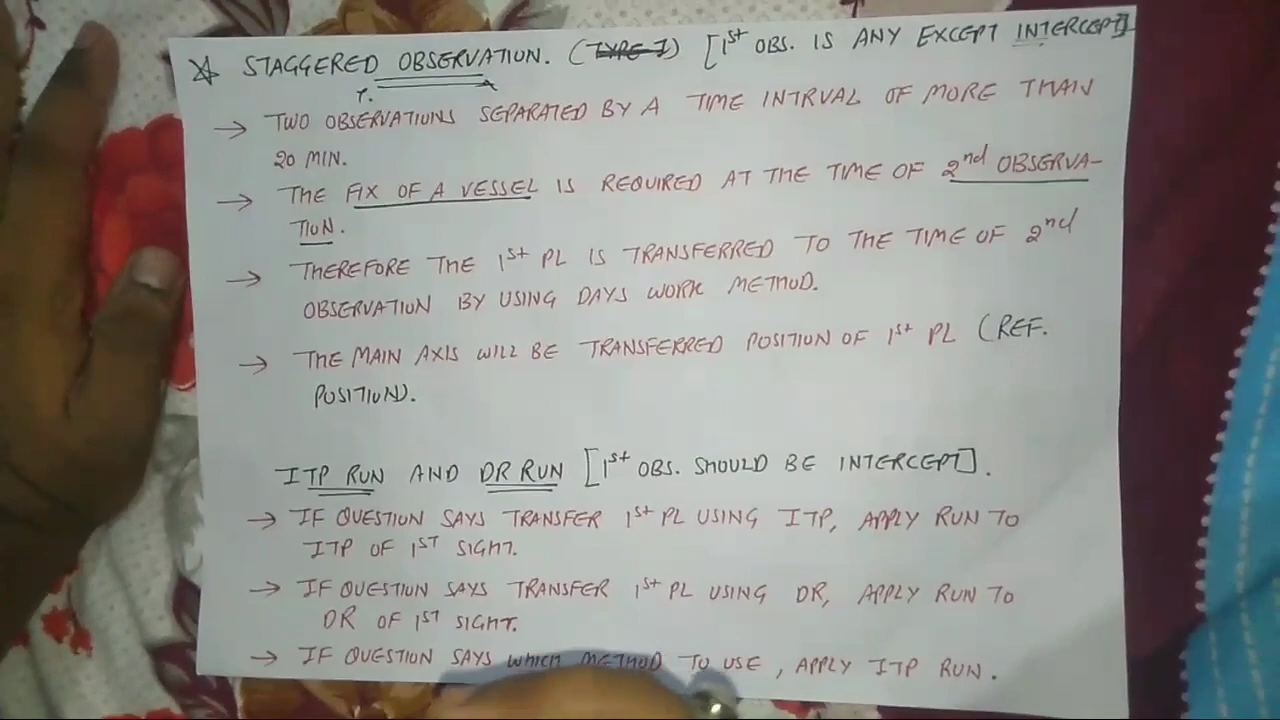 ☆ STAGGERED OBSERVATION. (TYPE I) [1st OBS. IS ANY EXCEPT INTERCEPT]
→ TWO OBSERVATIONS SEPARATED BY A TIME INTRVAL OF MORE THAN
20 MIN.
→ THE FIX OF A VESSEL IS REQUIRED AT THE TIME OF 2nd OBSERVA-
TION.
→ THEREFORE THE 1st PL IS TRANSFERRED TO THE TIME OF 2nd
OBSERVATION BY USING DAYS WORK METHOD.
→ THE MAIN AXIS WILL BE TRANSFERRED POSITION OF 1st PL (REF.
POSITION).
ITP RUN AND DR RUN [1st OBS. SHOULD BE INTERCEPT].
→ IF QUESTION SAYS TRANSFER 1st PL USING ITP, APPLY RUN TO
ITP OF 1ST SIGHT.
→ IF QUESTION SAYS TRANSFER 1st PL USING DR, APPLY RUN TO
DR OF 1ST SIGHT.
→ IF QUESTION SAYS WHICH METHOD TO USE, APPLY ITP RUN.